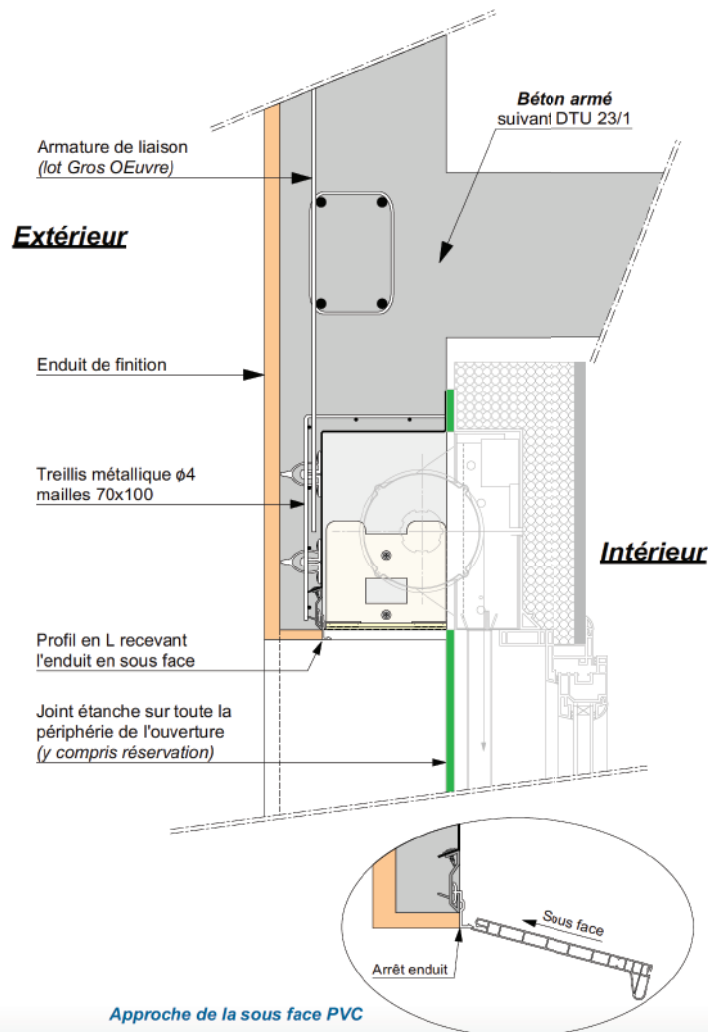 Béton armé
suivant DTU 23/1
Armature de liaison
(lot Gros OEuvre)
Extérieur
Enduit de finition
Treillis métallique ø4
mailles 70x100
Intérieur
Profil en L recevant
l'enduit en sous face
Joint étanche sur toute la
périphérie de l'ouverture
(y compris réservation)
Sous face
Arrêt enduit
Approche de la sous face PVC